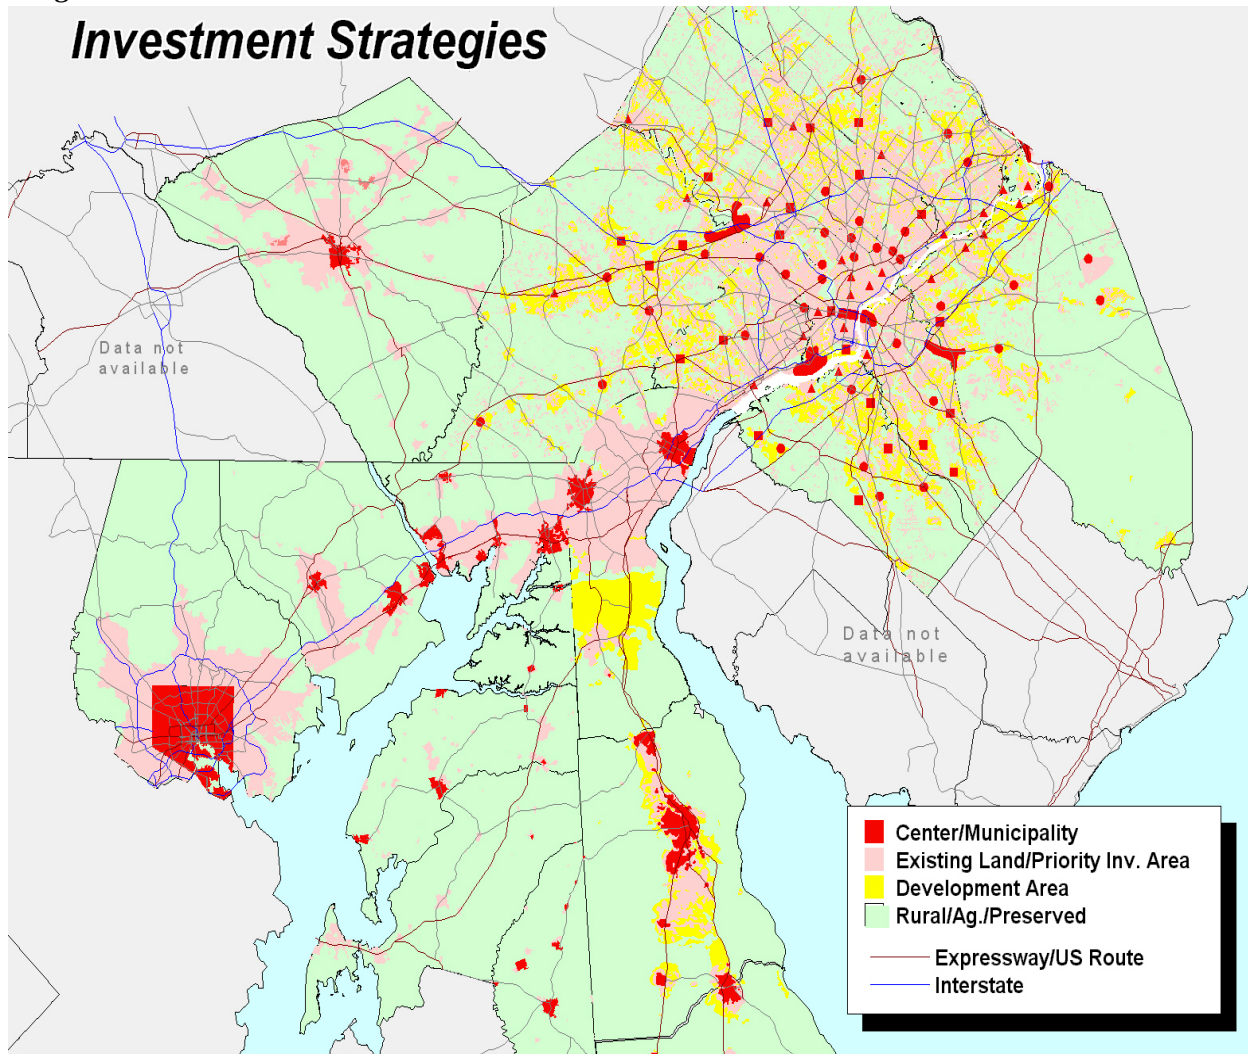 Investment Strategies
Data not
available
Data not
available
Center/Municipality
Existing Land/Priority Inv. Area
Development Area
Rural/Ag./Preserved
Expressway/US Route
Interstate